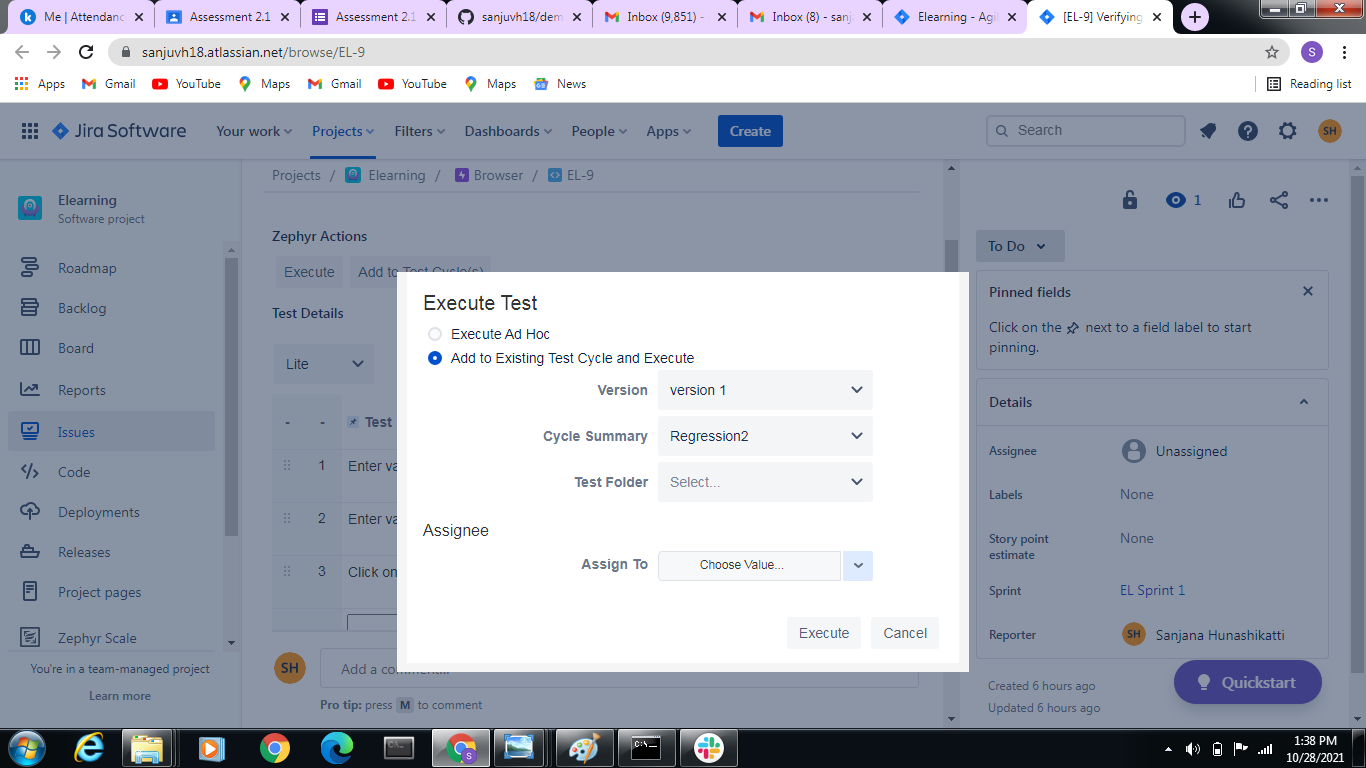 Me | Attendanc
Assessment 2.1
Assessment 2.1
sanjuvh18/dem
Inbox (9,851) -
Inbox (8) - sanj
Elearning - Agil
[EL-9] Verifying
sanjuvh18.atlassian.net/browse/EL-9
S
Apps
Gmail
YouTube
Maps
Gmail
YouTube
Maps
News
Reading list
Jira Software
Your work
Projects
Filters
Dashboards
People
Apps
Create
Search
SH
Elearning
Software project
Roadmap
Backlog
Board
Reports
Issues
Code
Deployments
Releases
Project pages
Zephyr Scale
You're in a team-managed project
Learn more
Projects / Elearning / Browser / EL-9
Zephyr Actions
Execute
Add to Test Cycle(s)
Test Details
Lite
- - Test
1 Enter va
2 Enter va
3 Click on
SH
Add a comment...
Pro tip: press M to comment
Execute Test
Execute Ad Hoc
Add to Existing Test Cycle and Execute
Version version 1
Cycle Summary Regression2
Test Folder Select...
Assignee
Assign To Choose Value...
Execute
Cancel
1
To Do
Pinned fields
Click on the next to a field label to start
pinning.
Details
Assignee Unassigned
Labels None
Story point
estimate
None
Sprint EL Sprint 1
Reporter SH Sanjana Hunashikatti
Created 6 hours ago
Updated 6 hours ago
Quickstart
1:38 PM
10/28/2021